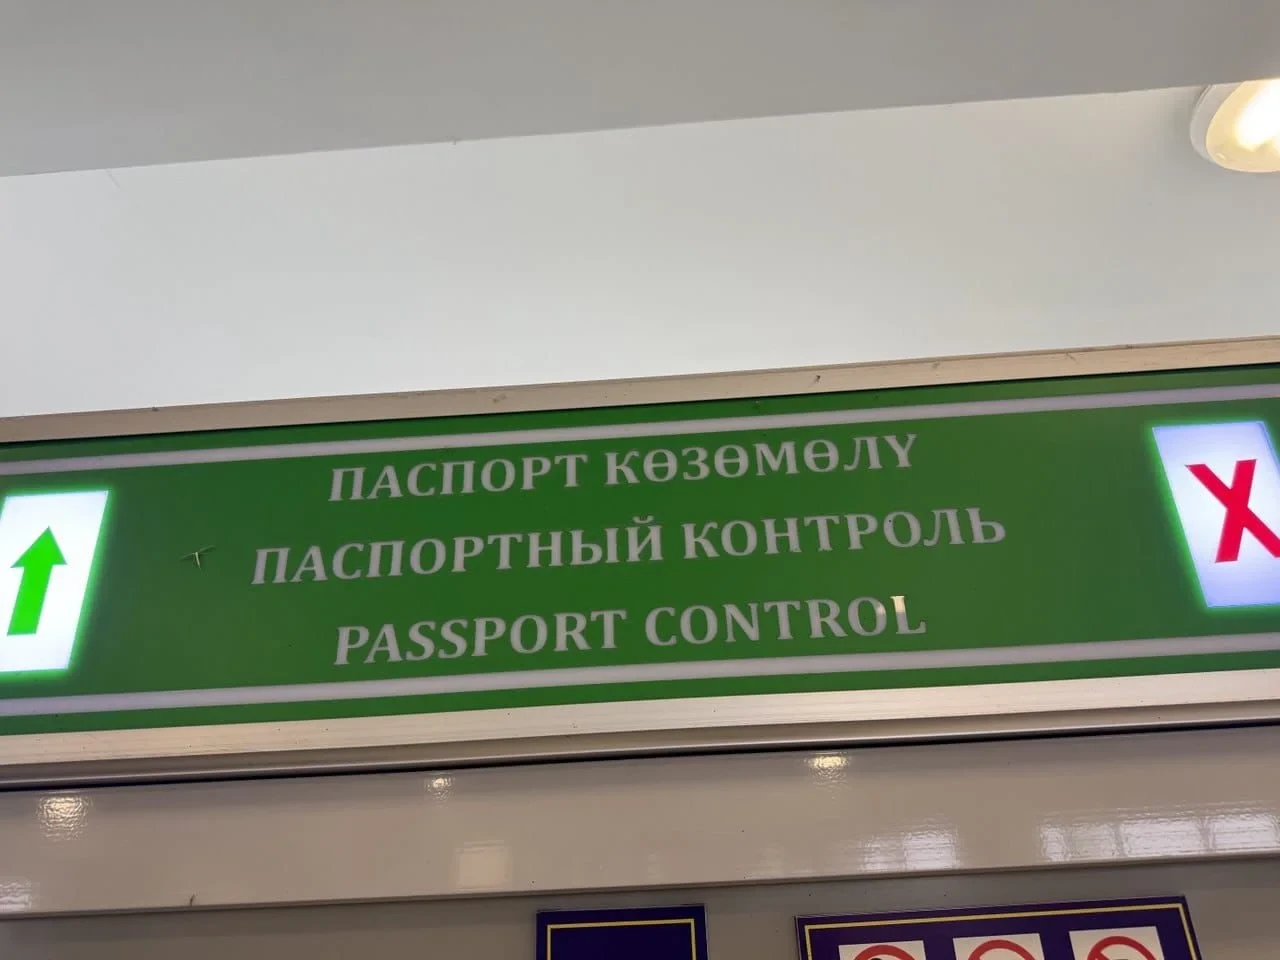 ПАСПОРТ КӨЗӨМӨЛҮ
ПАСПОРТНЫЙ КОНТРОЛЬ
PASSPORT CONTROL
X